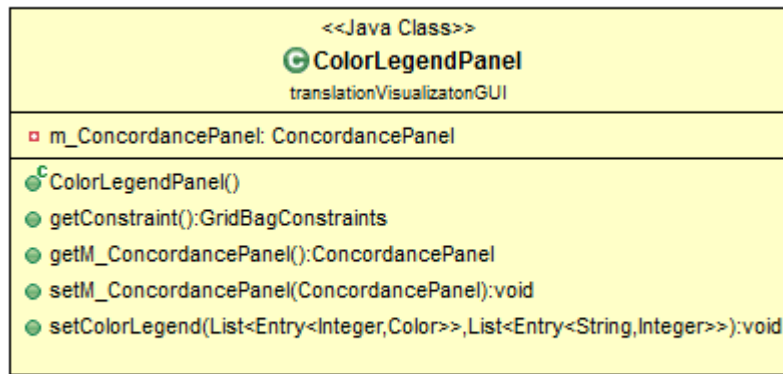 <<Java Class>>
ColorLegendPanel
translationVisualizatonGUI
m_ConcordancePanel: ConcordancePanel
ColorLegendPanel()
getConstraint():GridBagConstraints
getM_ConcordancePanel():ConcordancePanel
setM_ConcordancePanel(ConcordancePanel):void
setColorLegend(List<Entry<Integer,Color>>,List<Entry<String,Integer>>):void